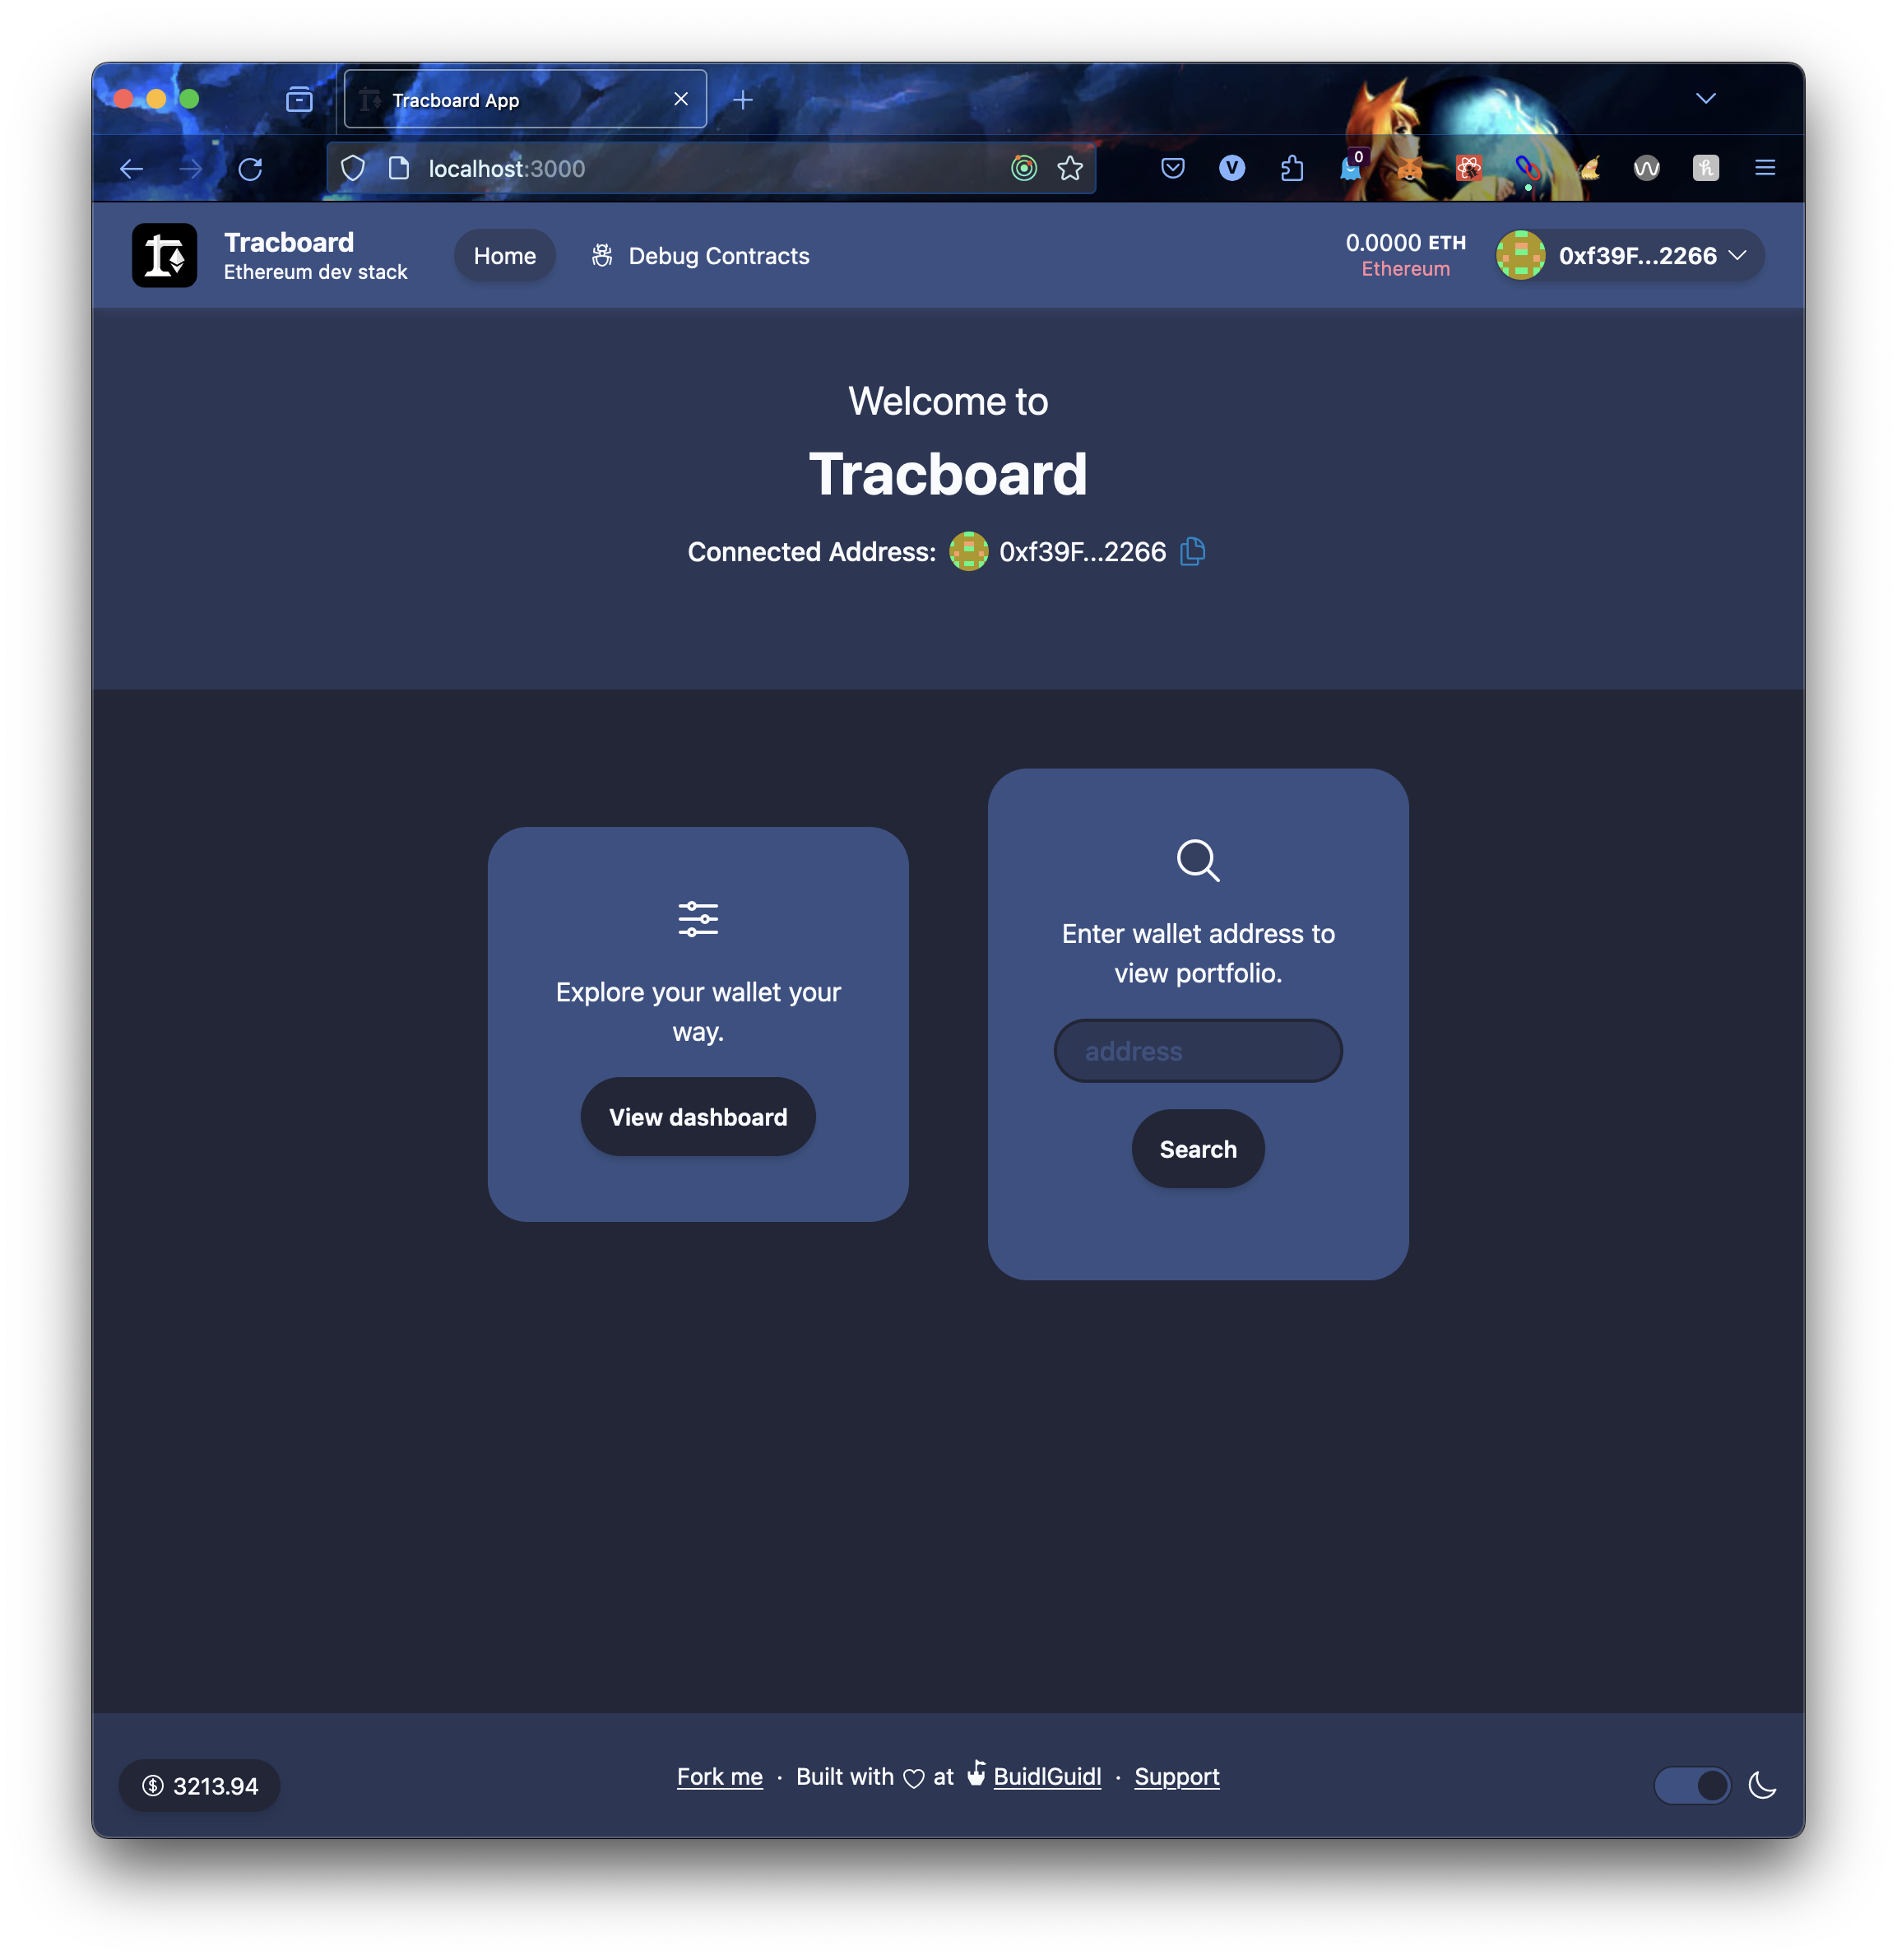 Tracboard App
localhost:3000
0
V
Tracboard
Ethereum dev stack
Home
Debug Contracts
0.0000 ETH
Ethereum
0xf39F...2266
Welcome to
Tracboard
Connected Address: 0xf39F...2266
Explore your wallet your
way.
View dashboard
Enter wallet address to
view portfolio.
address
Search
3213.94
Fork me · Built with at BuidlGuidl · Support